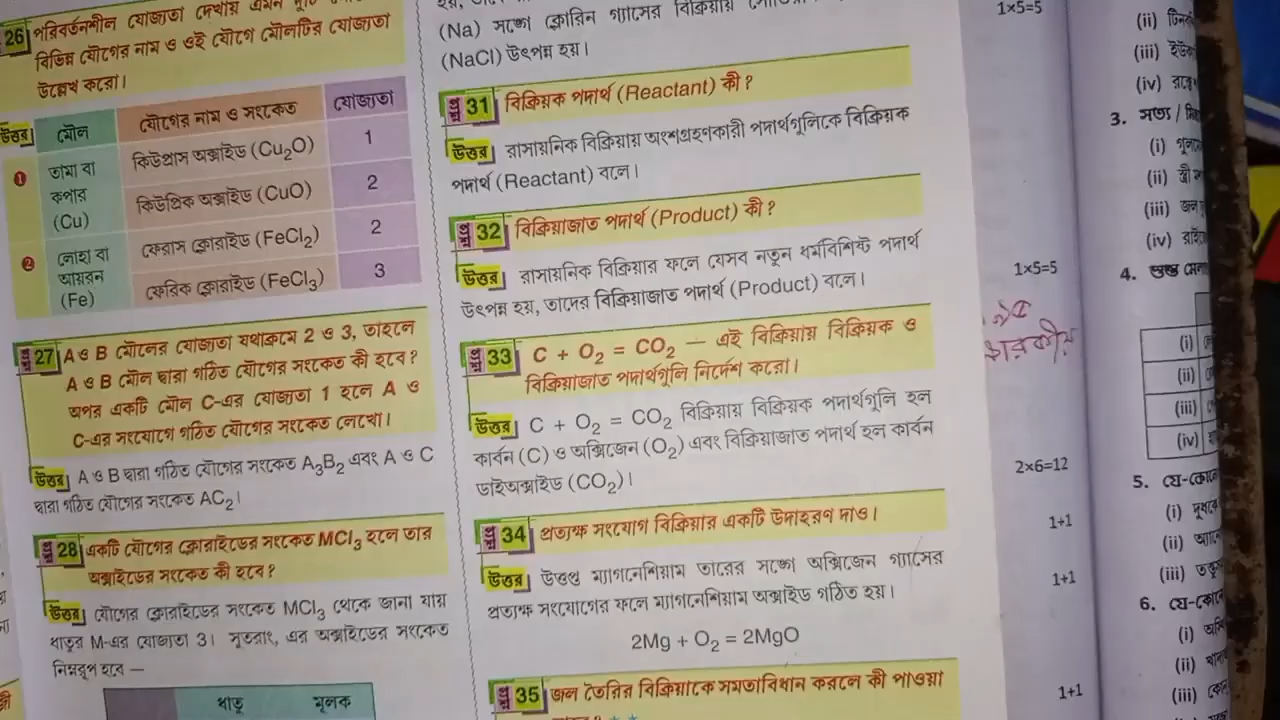 26 পরিবর্তনশীল যোজ্যতা দেখায় এমন দুটি
বিভিন্ন যৌগের নাম ও ওই যৌগে মৌলটির যোজ্যতা
উল্লেখ করো।
উত্তর মৌল যৌগের নাম ও সংকেত যোজ্যতা
❶ তামা বা কপার (Cu) কিউপ্রাস অক্সাইড (Cu₂O) 1
কিউপ্রিক অক্সাইড (CuO) 2
❷ লোহা বা আয়রন (Fe) ফেরাস ক্লোরাইড (FeCl₂) 2
ফেরিক ক্লোরাইড (FeCl₃) 3
প্রশ্ন 27 A ও B মৌলের যোজ্যতা যথাক্রমে 2 ও 3, তাহলে
A ও B মৌল দ্বারা গঠিত যৌগের সংকেত কী হবে?
অপর একটি মৌল C-এর যোজ্যতা 1 হলে A ও
C-এর সংযোগে গঠিত যৌগের সংকেত লেখো।
উত্তর A ও B দ্বারা গঠিত যৌগের সংকেত A₃B₂ এবং A ও C
দ্বারা গঠিত যৌগের সংকেত AC₂।
প্রশ্ন 28 একটি যৌগের ক্লোরাইডের সংকেত MCl₃ হলে তার
অক্সাইডের সংকেত কী হবে?
উত্তর যৌগের ক্লোরাইডের সংকেত MCl₃ থেকে জানা যায়
ধাতুর M-এর যোজ্যতা 3। সুতরাং, এর অক্সাইডের সংকেত
নিম্নরূপ হবে —
ধাতু মূলক
(Na) সঙ্গে ক্লোরিন গ্যাসের বিক্রিয়ায়
(NaCl) উৎপন্ন হয়।
প্রশ্ন 31 বিক্রিয়ক পদার্থ (Reactant) কী?
উত্তর রাসায়নিক বিক্রিয়ায় অংশগ্রহণকারী পদার্থগুলিকে বিক্রিয়ক
পদার্থ (Reactant) বলে।
প্রশ্ন 32 বিক্রিয়াজাত পদার্থ (Product) কী?
উত্তর রাসায়নিক বিক্রিয়ার ফলে যেসব নতুন ধর্মবিশিষ্ট পদার্থ
উৎপন্ন হয়, তাদের বিক্রিয়াজাত পদার্থ (Product) বলে।
প্রশ্ন 33 C + O₂ = CO₂ — এই বিক্রিয়ায় বিক্রিয়ক ও
বিক্রিয়াজাত পদার্থগুলি নির্দেশ করো।
উত্তর C + O₂ = CO₂ বিক্রিয়ায় বিক্রিয়ক পদার্থগুলি হল
কার্বন (C) ও অক্সিজেন (O₂) এবং বিক্রিয়াজাত পদার্থ হল কার্বন
ডাইঅক্সাইড (CO₂)।
প্রশ্ন 34 প্রত্যক্ষ সংযোগ বিক্রিয়ার একটি উদাহরণ দাও।
উত্তর উত্তপ্ত ম্যাগনেশিয়াম তারের সঙ্গে অক্সিজেন গ্যাসের
প্রত্যক্ষ সংযোগের ফলে ম্যাগনেশিয়াম অক্সাইড গঠিত হয়।
2Mg + O₂ = 2MgO
প্রশ্ন 35 জল তৈরির বিক্রিয়াকে সমতাবিধান করলে কী পাওয়া
1×5=5
1×5=5
2×6=12
1+1
1+1
1+1
(ii)
(iii)
(iv)
3. সত্য /
(i)
(ii) স্ত্রী
(iii)
(iv)
4. স্তম্ভ
(i)
(ii)
(iii)
(iv)
5. যে-কোনো
(i)
(ii)
(iii)
6. যে-কোনো
(i)
(ii)
(iii)